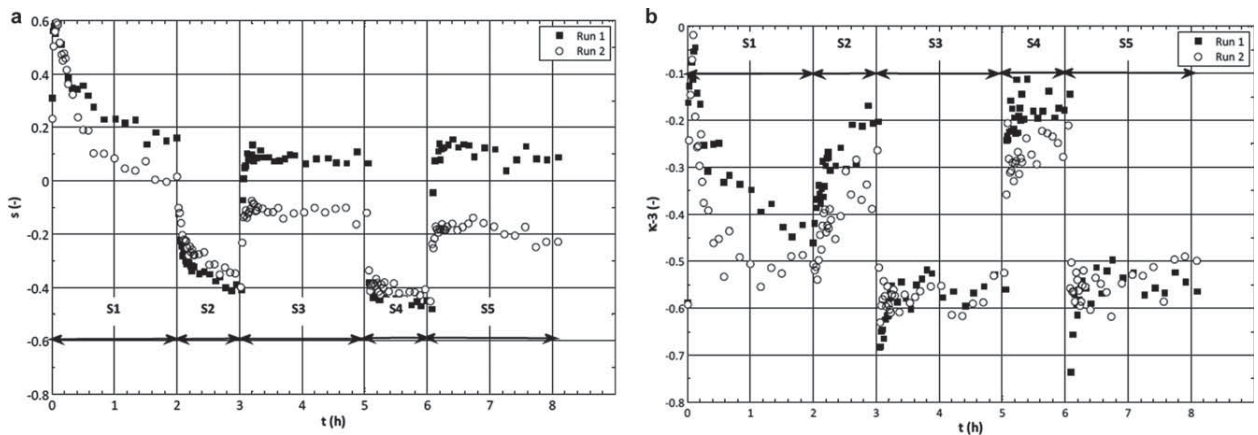 a
0.6
0.4
0.2
0
-0.2
-0.4
-0.6
-0.8
s (-)
Run 1
Run 2
S1 S2 S3 S4 S5
0 1 2 3 4 5 6 7 8
t (h)
b
0
-0.1
-0.2
-0.3
-0.4
-0.5
-0.6
-0.7
-0.8
κ-3 (-)
S1 S2 S3 S4 S5
Run 1
Run 2
0 1 2 3 4 5 6 7 8
t (h)